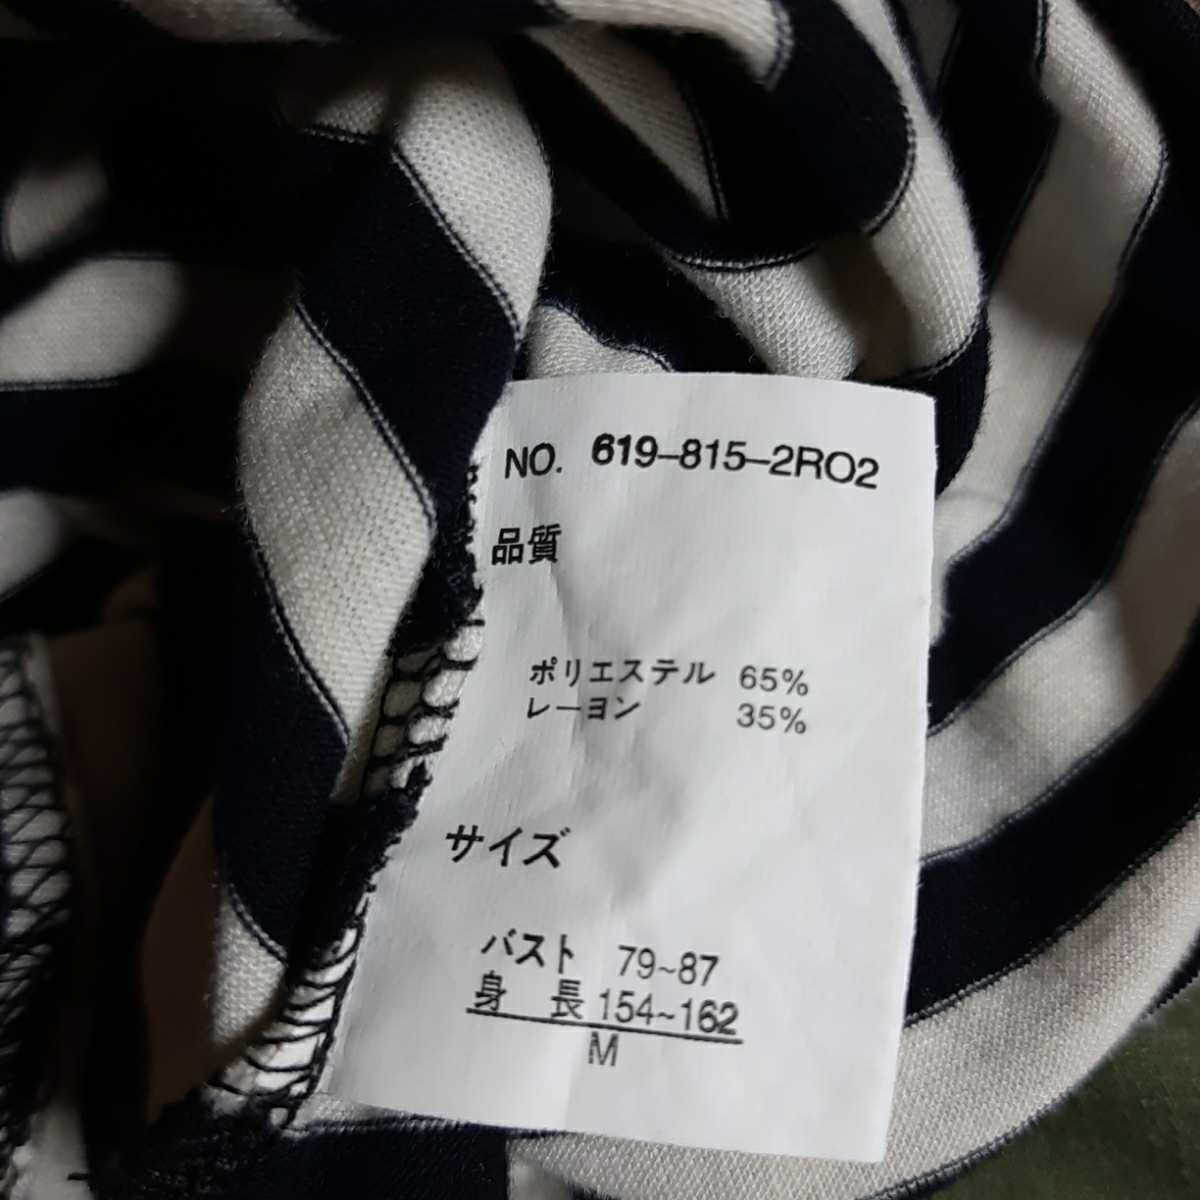 NO. 619-815-2RO2
品質
ポリエステル 65%
レーヨン 35%
サイズ
バスト 79~87
身 長 154~162
M